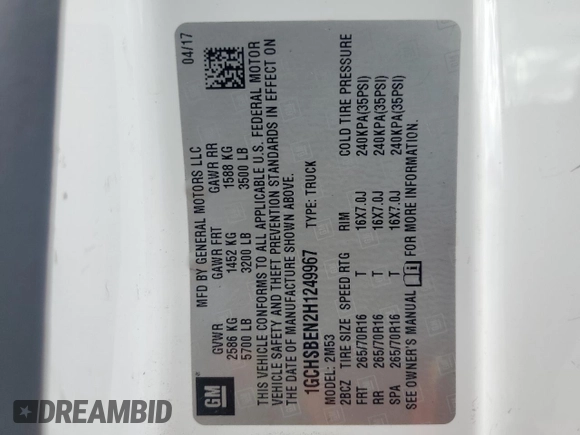 04/17
MFD BY GENERAL MOTORS LLC
GVWR GAWR FRT GAWR RR
2586 KG 1452 KG 1588 KG
5700 LB 3200 LB 3500 LB
THIS VEHICLE CONFORMS TO ALL APPLICABLE U.S. FEDERAL MOTOR
VEHICLE SAFETY AND THEFT PREVENTION STANDARDS IN EFFECT ON
THE DATE OF MANUFACTURE SHOWN ABOVE.
1GCHSBEN2H1249967 TYPE: TRUCK
MODEL: 2M53
2BCZ TIRE SIZE SPEED RTG RIM COLD TIRE PRESSURE
FRT 265/70R16 T 16X7.0J 240KPA(35PSI)
RR 265/70R16 T 16X7.0J 240KPA(35PSI)
SPA 265/70R16 T 16X7.0J 240KPA(35PSI)
SEE OWNER'S MANUAL FOR MORE INFORMATION.
GM
DREAMBID